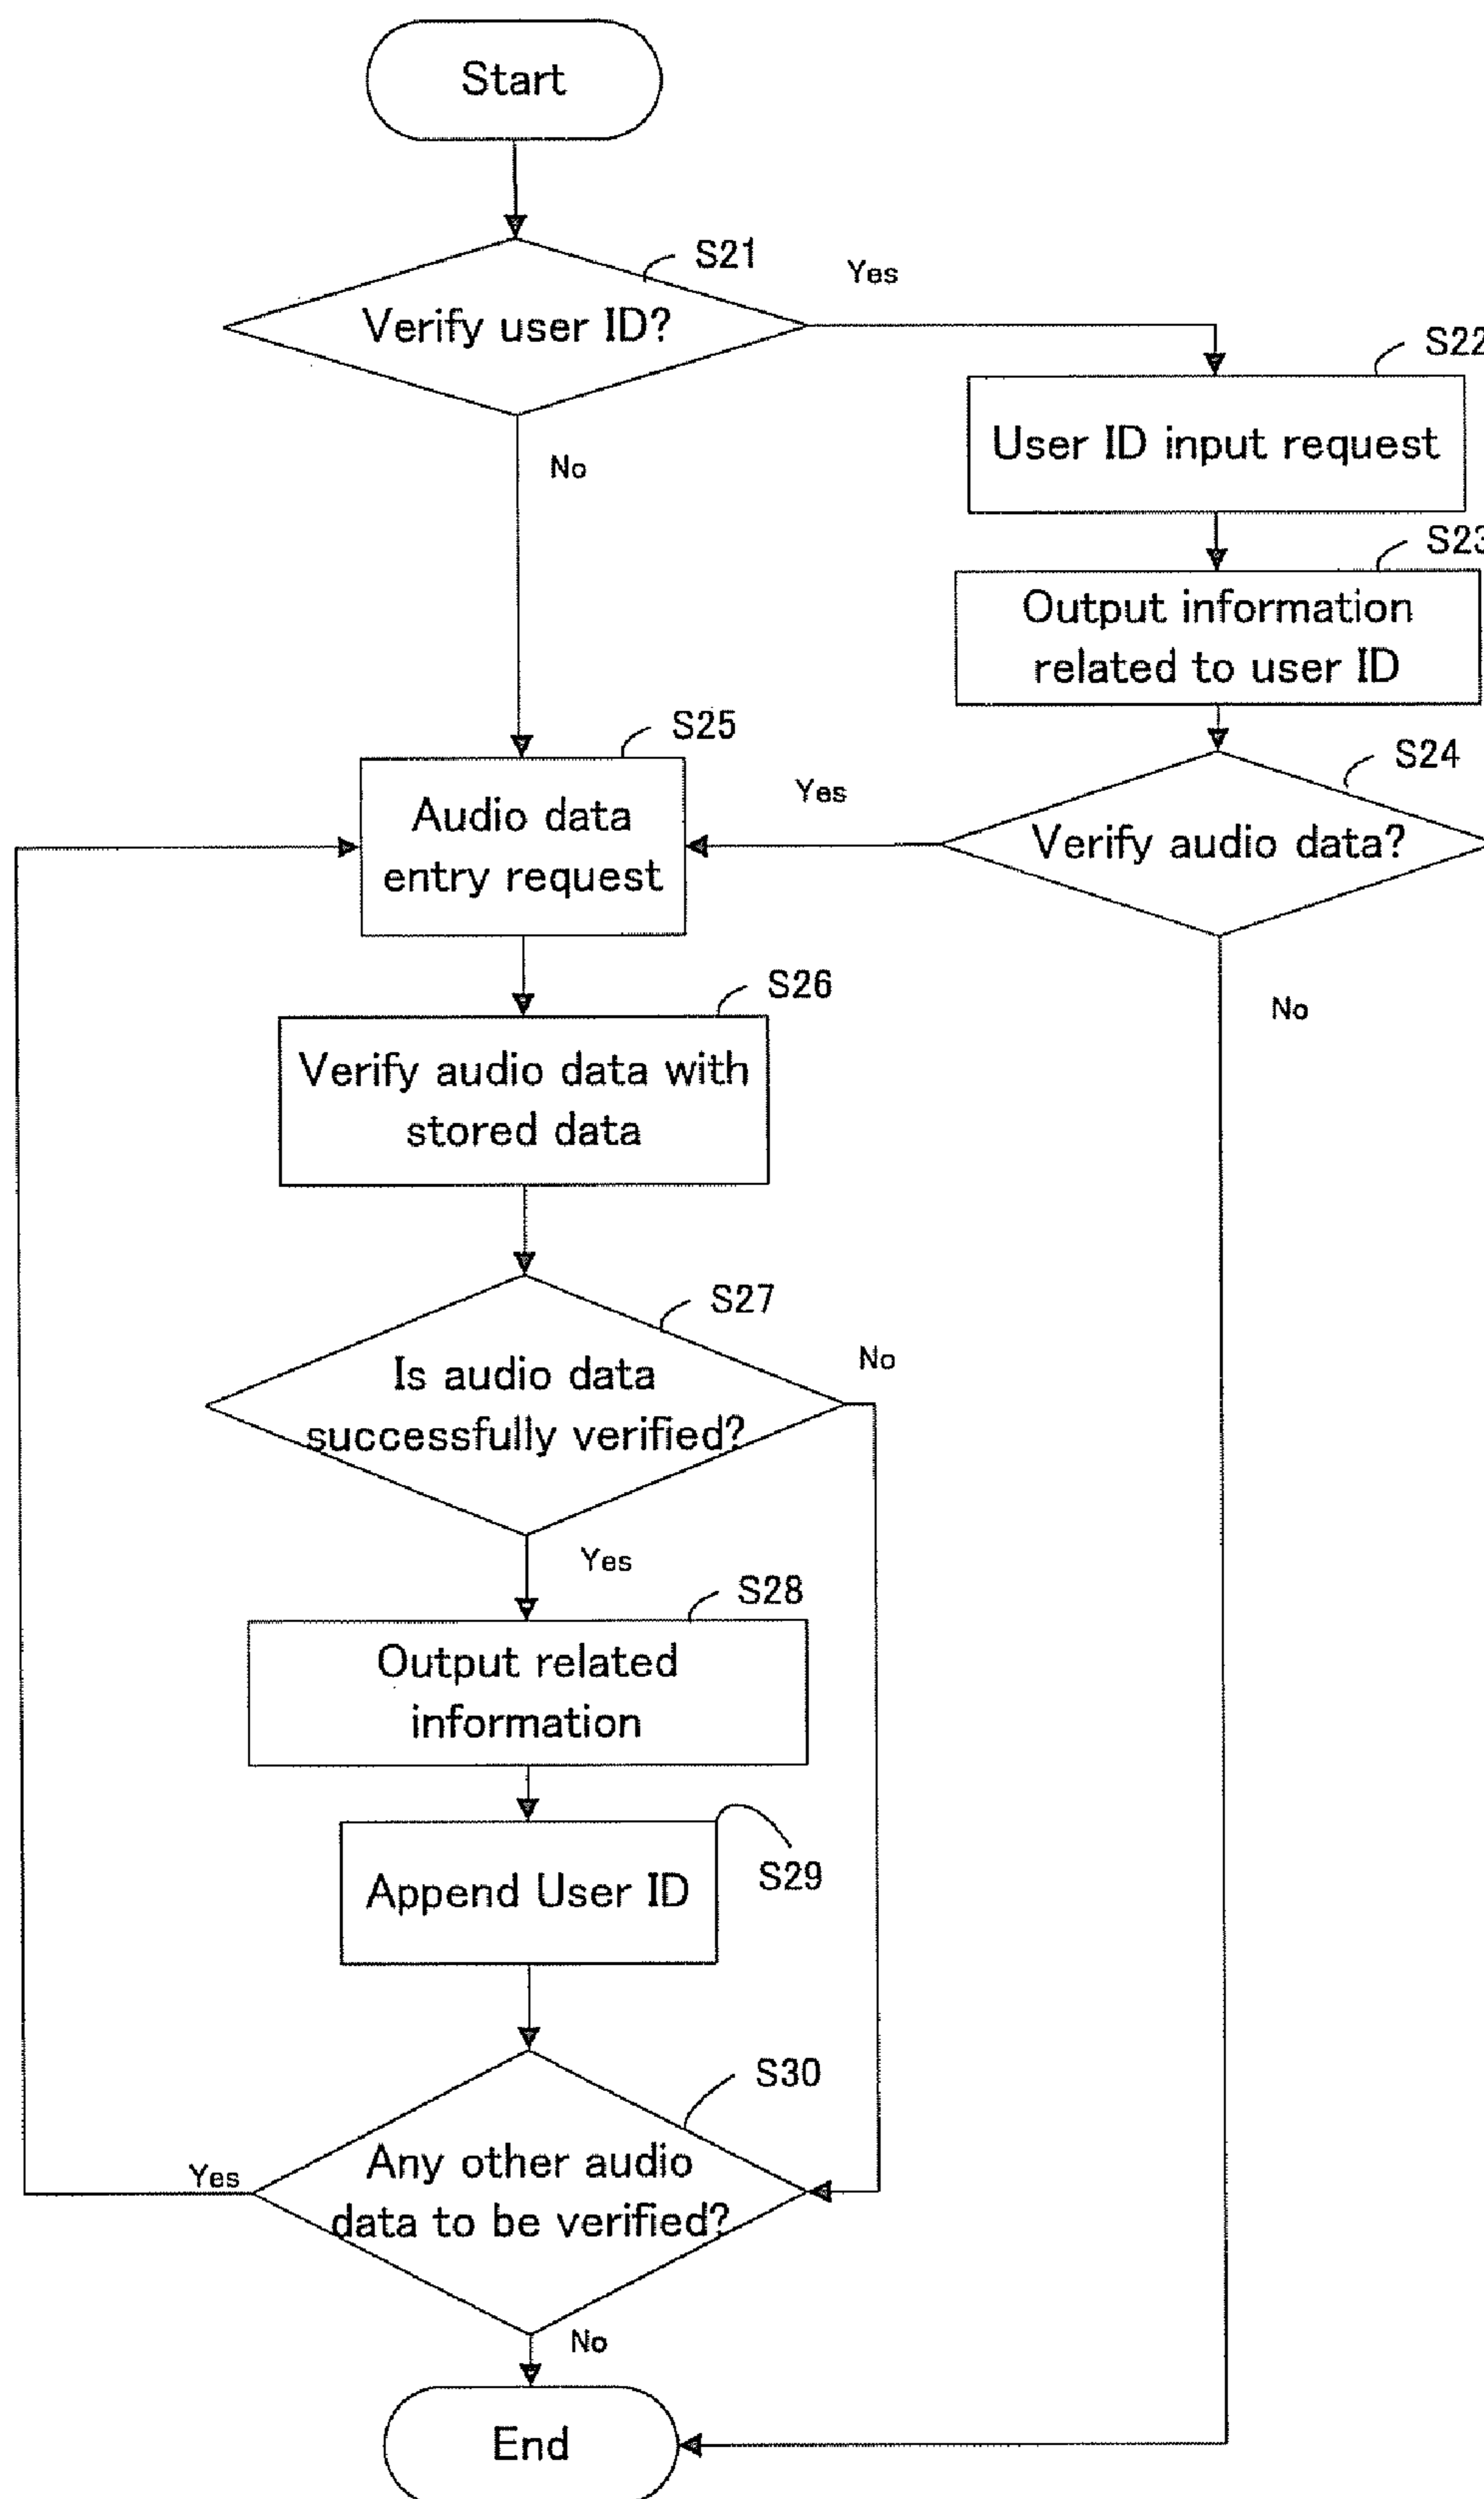 Start
S21
Yes
Verify user ID?
S22
User ID input request
No
S23
Output information
related to user ID
S25
S24
Yes
Audio data
entry request
Verify audio data?
S26
No
Verify audio data with
stored data
S27
No
Is audio data
successfully verified?
Yes
S28
Output related
information
S29
Append User ID
S30
Any other audio
data to be verified?
Yes
No
End